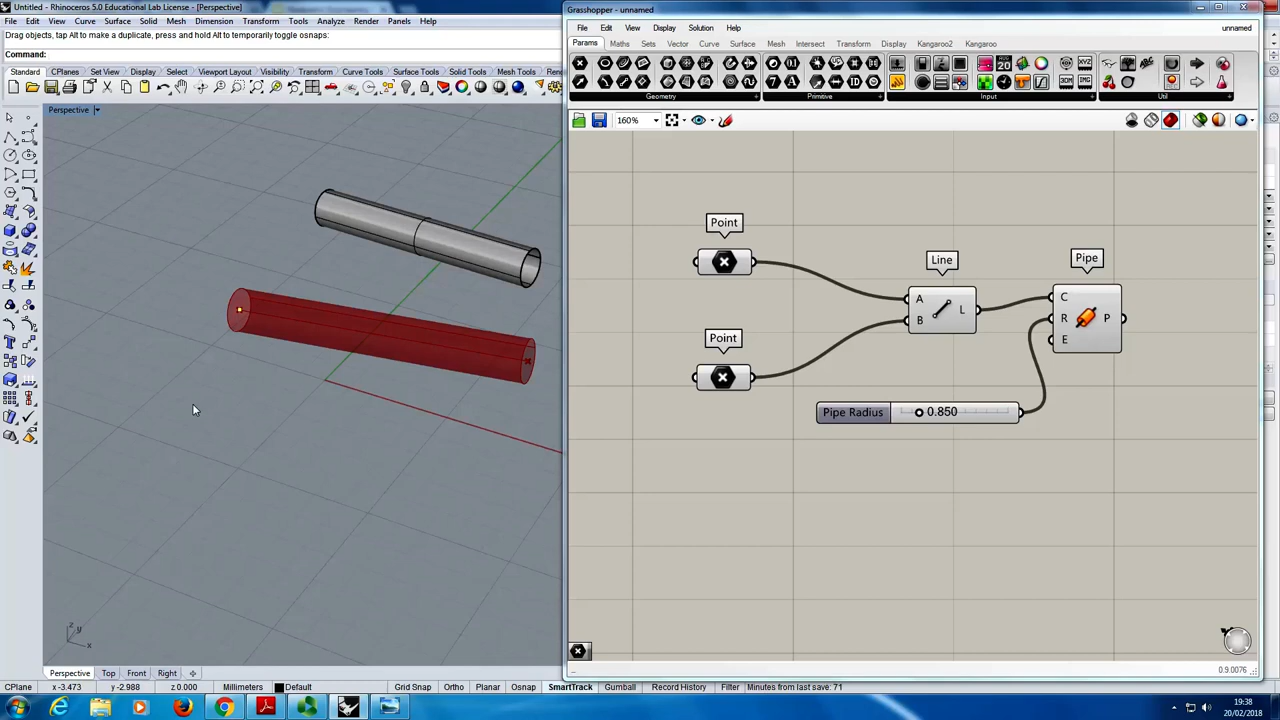 Untitled - Rhinoceros 5.0 Educational Lab License - [Perspective]
File Edit View Curve Surface Solid Mesh Dimension Transform Tools Analyze Render Panels Help
Drag objects, tap Alt to make a duplicate, press and hold Alt to temporarily toggle osnaps:
Command:
Standard CPlanes Set View Display Select Viewport Layout Visibility Transform Curve Tools Surface Tools Solid Tools Mesh Tools
Perspective
z
y
x
Perspective Top Front Right
CPlane x -3.473 y -2.988 z 0.000 Millimeters Default Grid Snap Ortho Planar Osnap SmartTrack Gumball Record History Filter Minutes from last save: 71
Grasshopper - unnamed
File Edit View Display Solution Help unnamed
Params Maths Sets Vector Curve Surface Mesh Intersect Transform Display Kangaroo2 Kangaroo
Geometry Primitive Input Util
160%
Point
Line
Pipe
A
B
L
C
R
E
P
Point
Pipe Radius 0.850
0.9.0076
19:38
20/02/2018